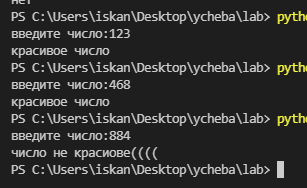 нет
PS C:\Users\iskan\Desktop\ycheba\lab> pytho
введите число:123
красивое число
PS C:\Users\iskan\Desktop\ycheba\lab> pytho
введите число:468
красивое число
PS C:\Users\iskan\Desktop\ycheba\lab> pytho
введите число:884
число не красиове((((
PS C:\Users\iskan\Desktop\ycheba\lab>